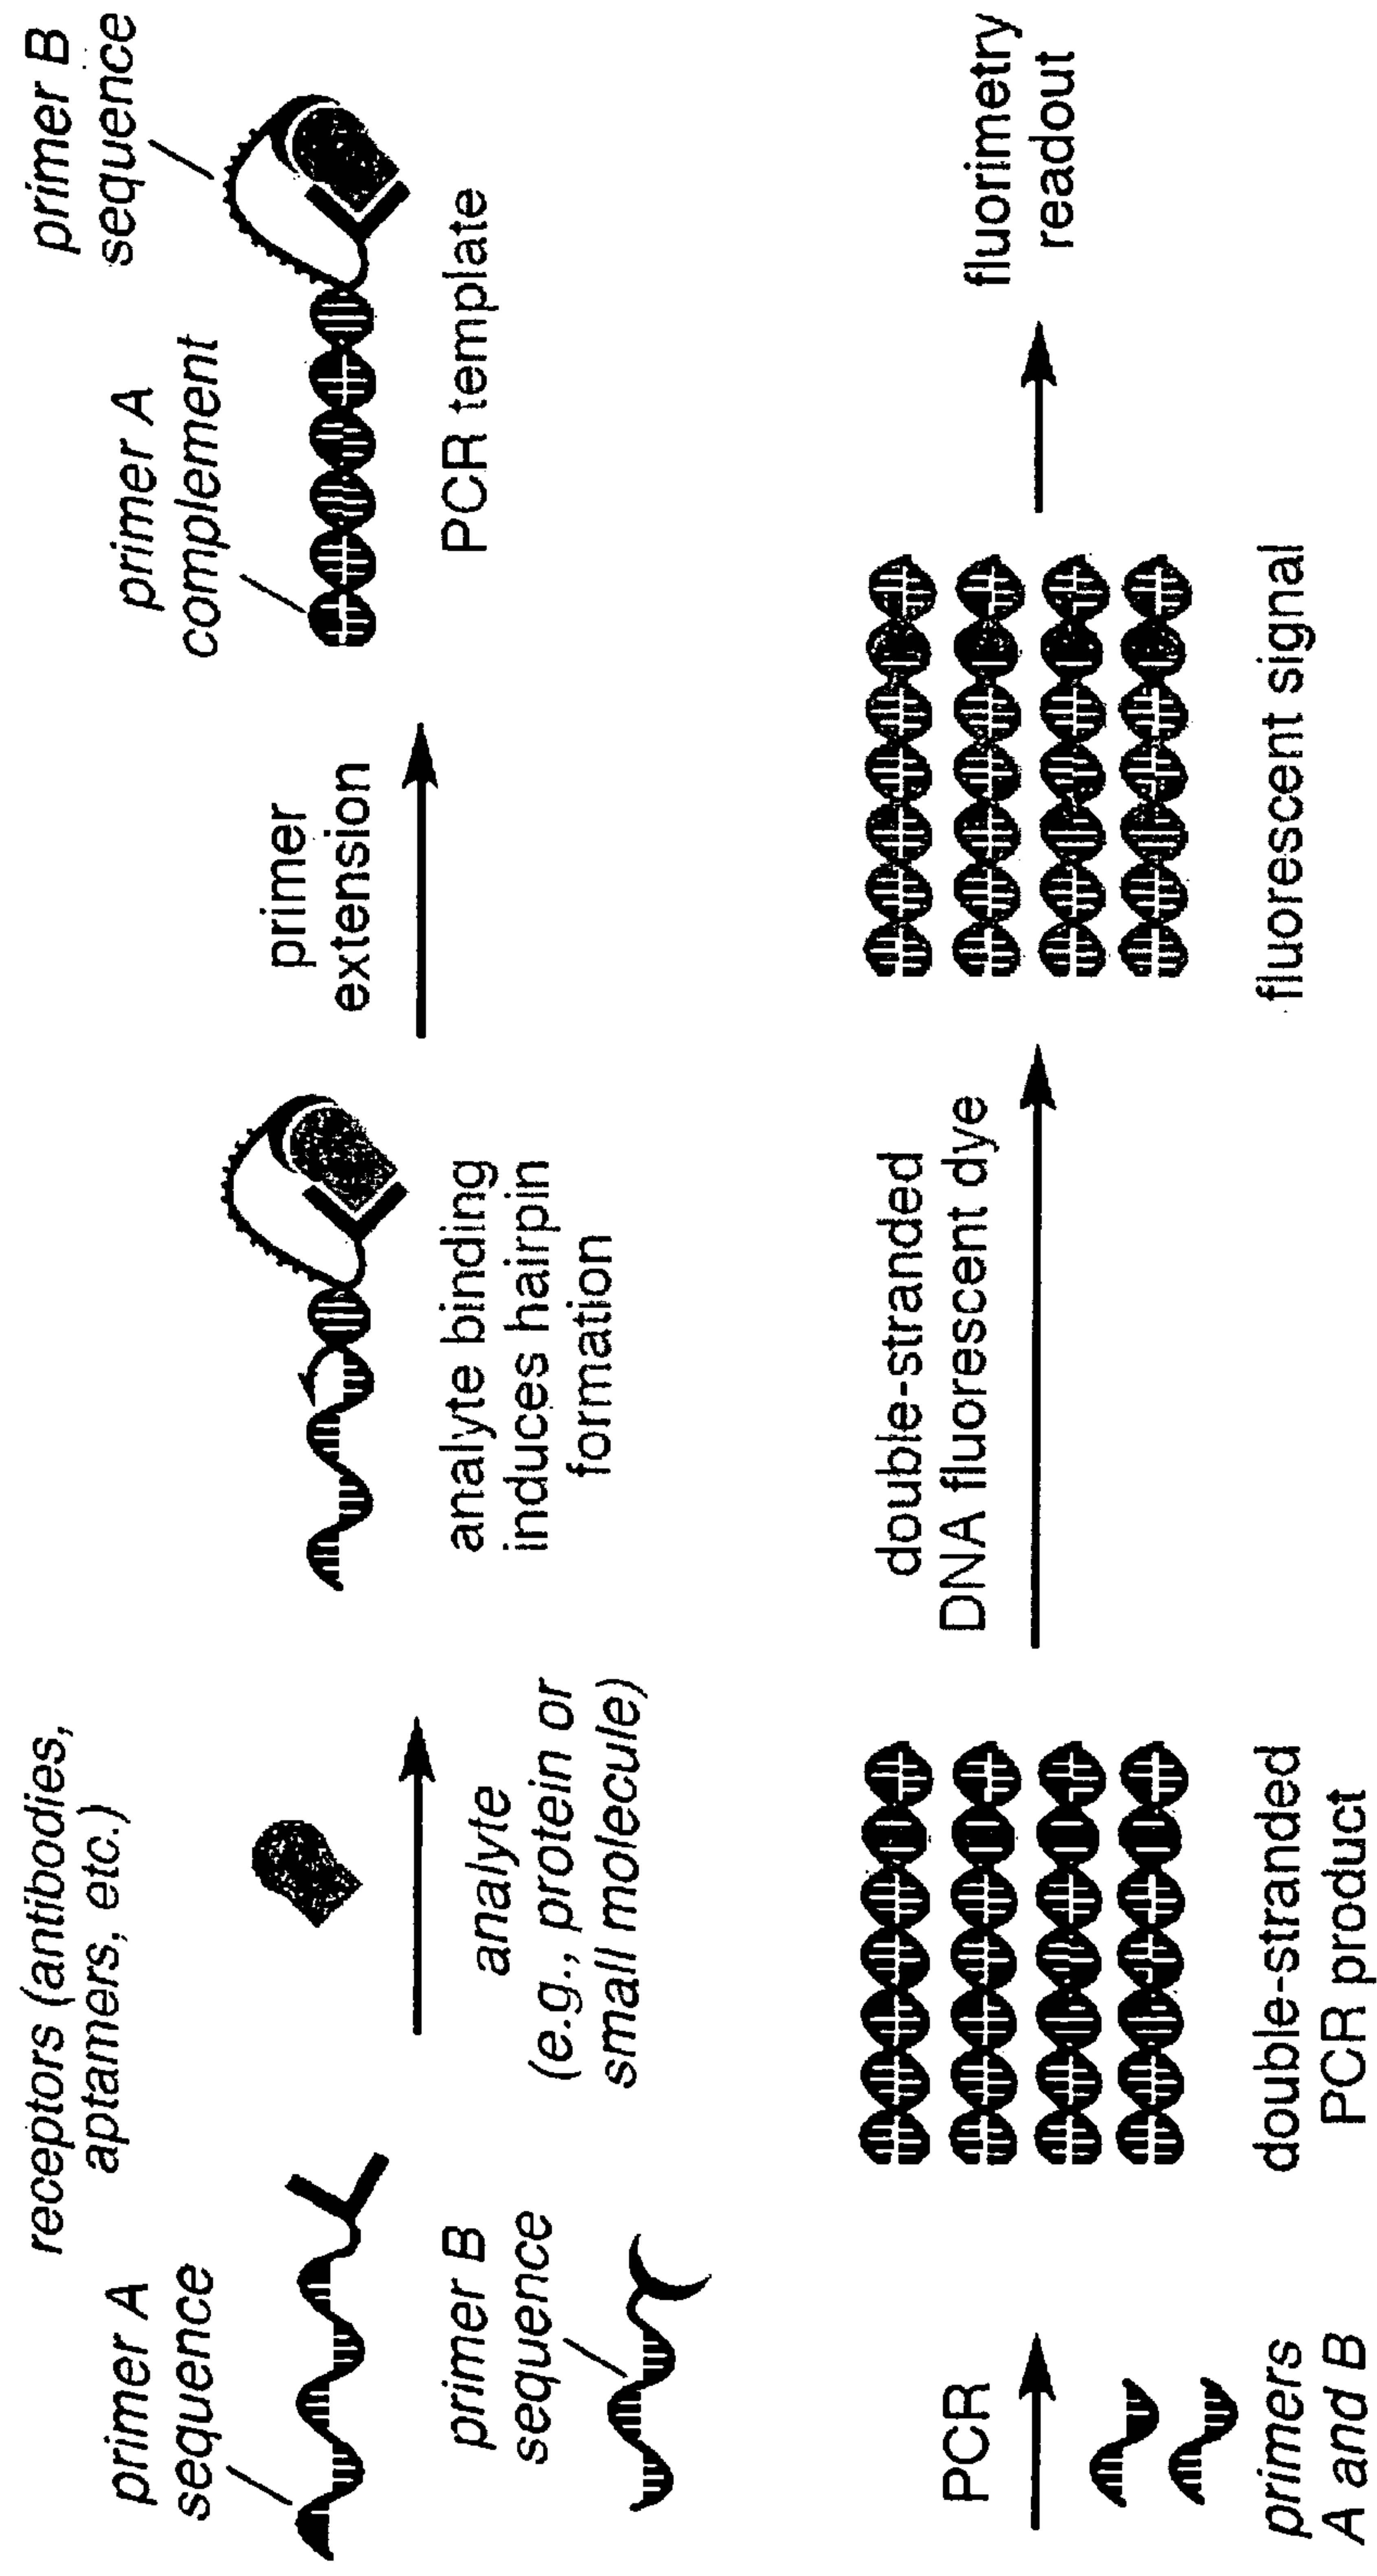 receptors (antibodies,
aptamers, etc.)
primer A
sequence
primer B
sequence
analyte
(e.g., protein or
small molecule)
analyte binding
induces hairpin
formation
primer
extension
primer A
complement
primer B
sequence
PCR template
PCR
primers
A and B
double-stranded
PCR product
double-stranded
DNA fluorescent dye
fluorescent signal
fluorimetry
readout